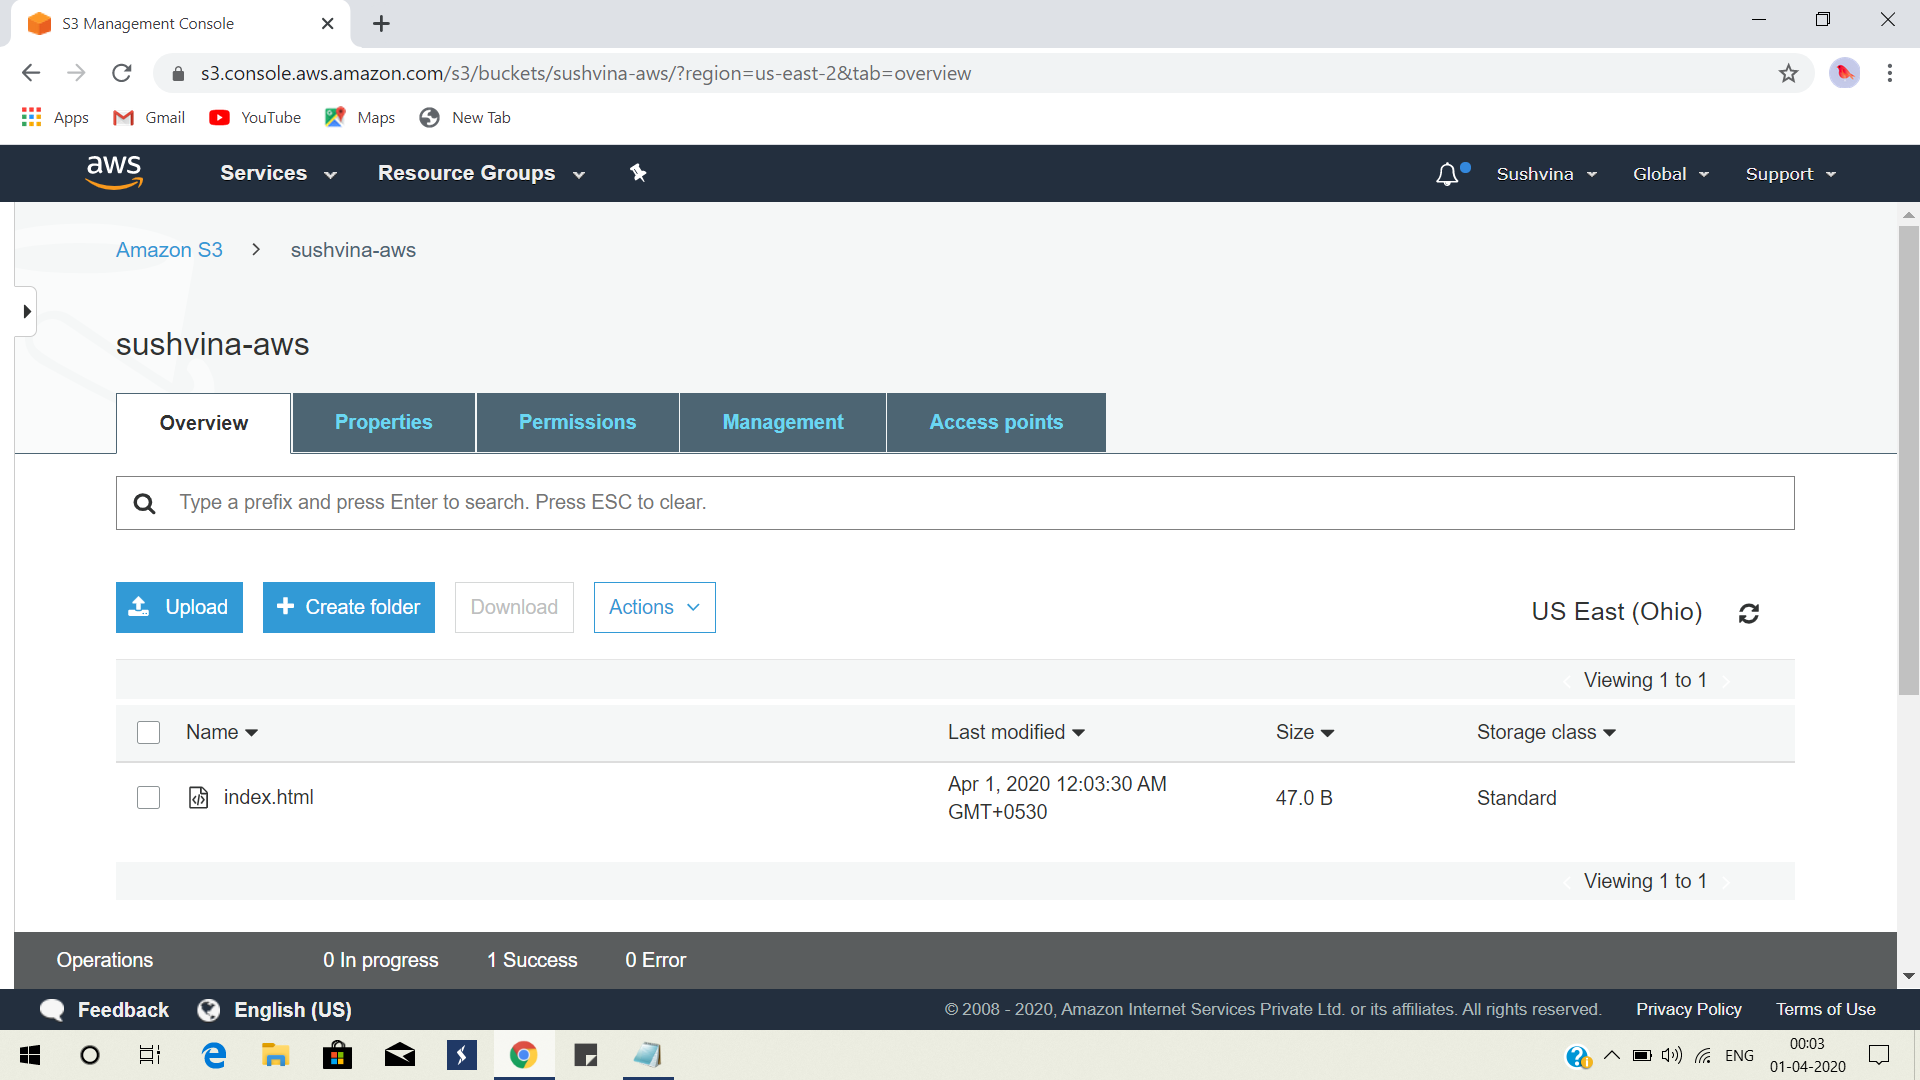 S3 Management Console
s3.console.aws.amazon.com/s3/buckets/sushvina-aws/?region=us-east-2&tab=overview
Apps Gmail YouTube Maps New Tab
aws Services Resource Groups Sushvina Global Support
Amazon S3 > sushvina-aws
sushvina-aws
Overview Properties Permissions Management Access points
Type a prefix and press Enter to search. Press ESC to clear.
Upload + Create folder Download Actions US East (Ohio)
Viewing 1 to 1
Name Last modified Size Storage class
index.html Apr 1, 2020 12:03:30 AM GMT+0530 47.0 B Standard
Viewing 1 to 1
Operations 0 In progress 1 Success 0 Error
Feedback English (US) © 2008 - 2020, Amazon Internet Services Private Ltd. or its affiliates. All rights reserved. Privacy Policy Terms of Use
ENG 00:03
01-04-2020